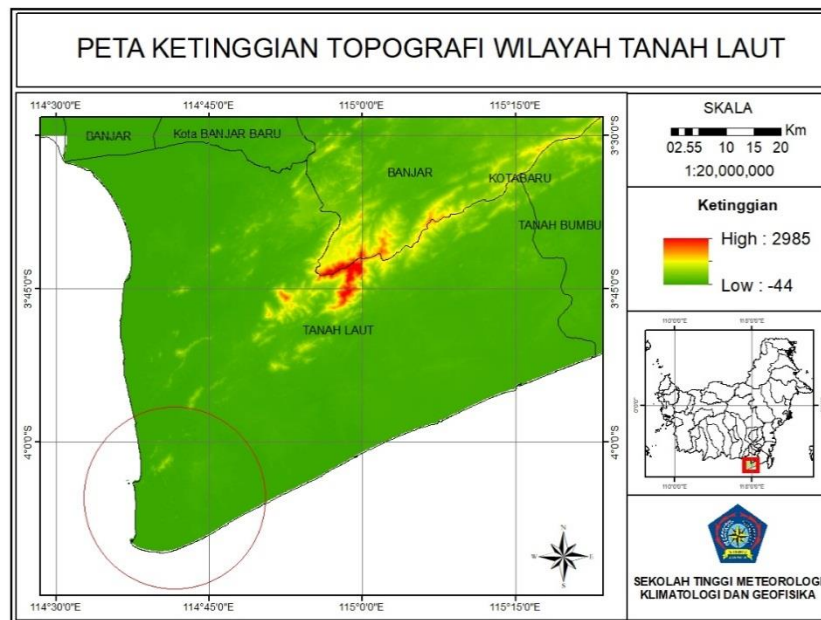 PETA KETINGGIAN TOPOGRAFI WILAYAH TANAH LAUT
114°30'0"E 114°45'0"E 115°0'0"E 115°15'0"E
BANJAR
Kota BANJAR BARU
BANJAR
KOTABARU
TANAH BUMBU
TANAH LAUT
3°30'0"S
3°45'0"S
3°45'0"S
4°0'0"S
4°0'0"S
N
W E
S
114°30'0"E 114°45'0"E 115°0'0"E 115°15'0"E
SKALA
02.55 10 15 20 Km
1:20,000,000
Ketinggian
High : 2985
Low : -44
SEKOLAH TINGGI METEOROLOGI
KLIMATOLOGI DAN GEOFISIKA